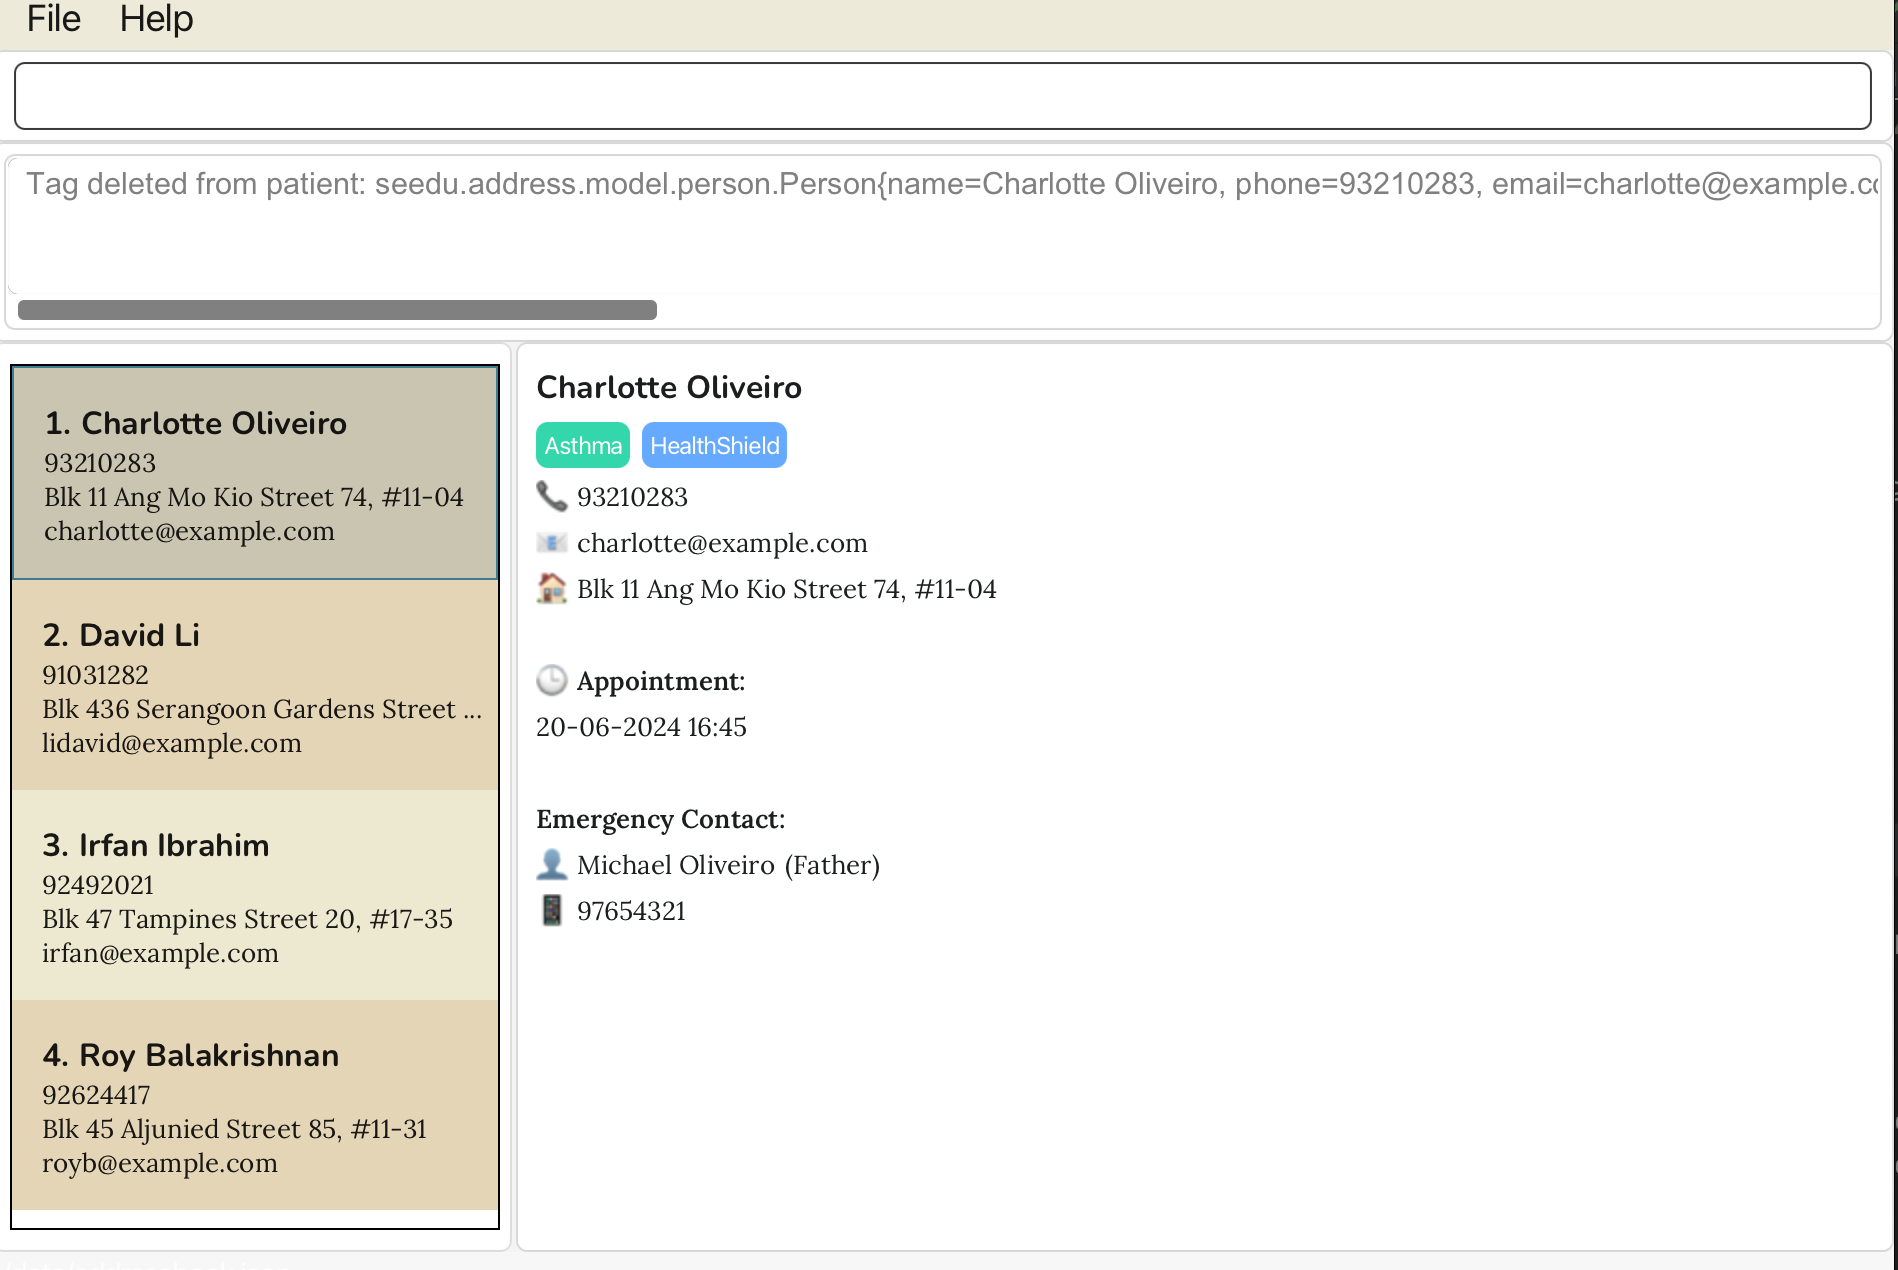 File Help
Tag deleted from patient: seedu.address.model.person.Person{name=Charlotte Oliveiro, phone=93210283, email=charlotte@example.co
1. Charlotte Oliveiro
93210283
Blk 11 Ang Mo Kio Street 74, #11-04
charlotte@example.com
2. David Li
91031282
Blk 436 Serangoon Gardens Street ...
lidavid@example.com
3. Irfan Ibrahim
92492021
Blk 47 Tampines Street 20, #17-35
irfan@example.com
4. Roy Balakrishnan
92624417
Blk 45 Aljunied Street 85, #11-31
royb@example.com
Charlotte Oliveiro
Asthma HealthShield
93210283
charlotte@example.com
Blk 11 Ang Mo Kio Street 74, #11-04
Appointment:
20-06-2024 16:45
Emergency Contact:
Michael Oliveiro (Father)
97654321